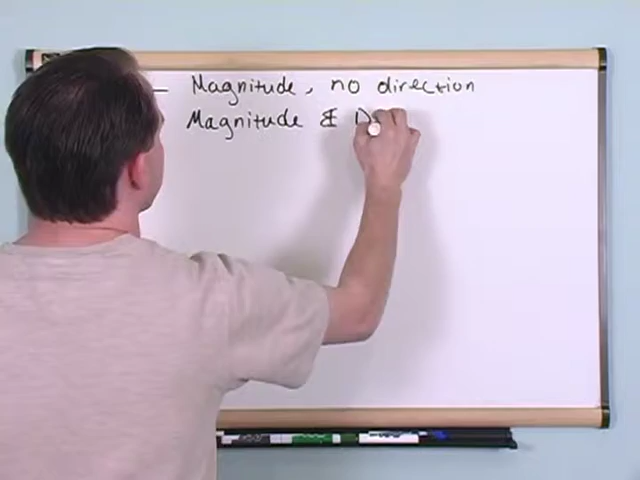 — Magnitude, no direction
Magnitude & D